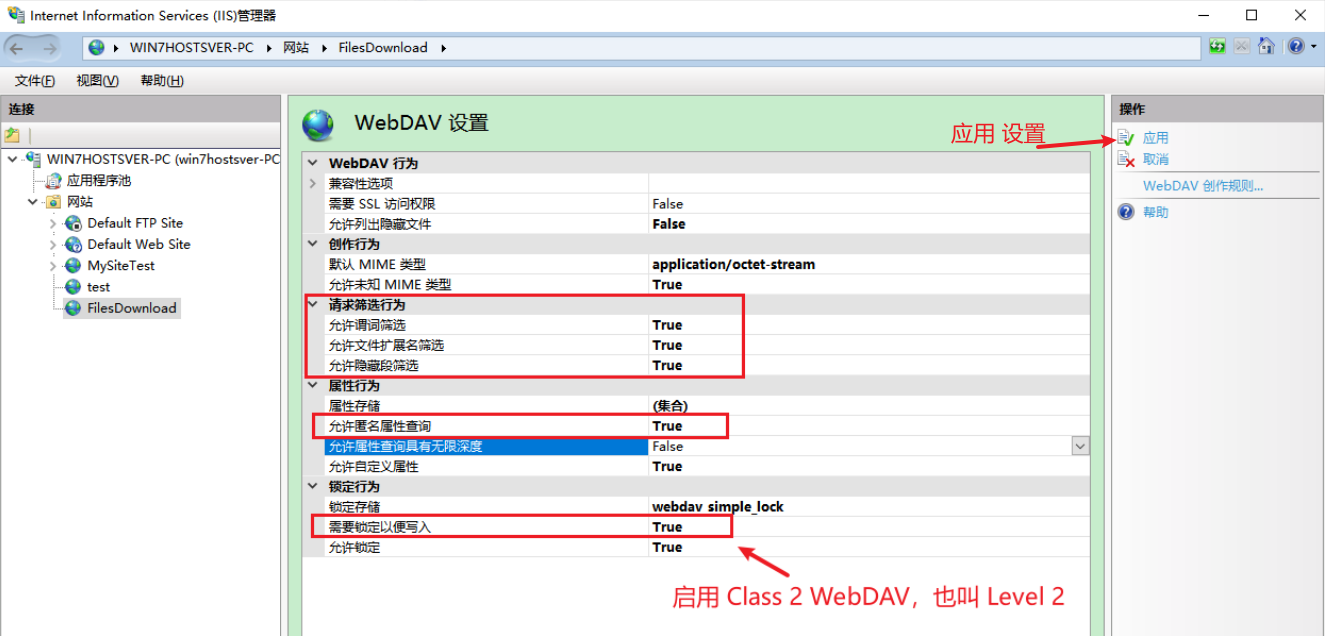 Internet Information Services (IIS)管理器
WIN7HOSTSVER-PC
网站
FilesDownload
文件(F)
视图(V)
帮助(H)
连接
WIN7HOSTSVER-PC (win7hostsver-PC
应用程序池
网站
Default FTP Site
Default Web Site
MySiteTest
test
FilesDownload
WebDAV 设置
WebDAV 行为
兼容性选项
需要 SSL 访问权限 False
允许列出隐藏文件 False
创作行为
默认 MIME 类型 application/octet-stream
允许未知 MIME 类型 True
请求筛选行为
允许谓词筛选 True
允许文件扩展名筛选 True
允许隐藏段筛选 True
属性行为
属性存储 (集合)
允许匿名属性查询 True
允许属性查询具有无限深度 False
允许自定义属性 True
锁定行为
锁定存储 webdav_simple_lock
需要锁定以便写入 True
允许锁定 True
启用 Class 2 WebDAV，也叫 Level 2
应用 设置
操作
应用
取消
WebDAV 创作规则...
帮助